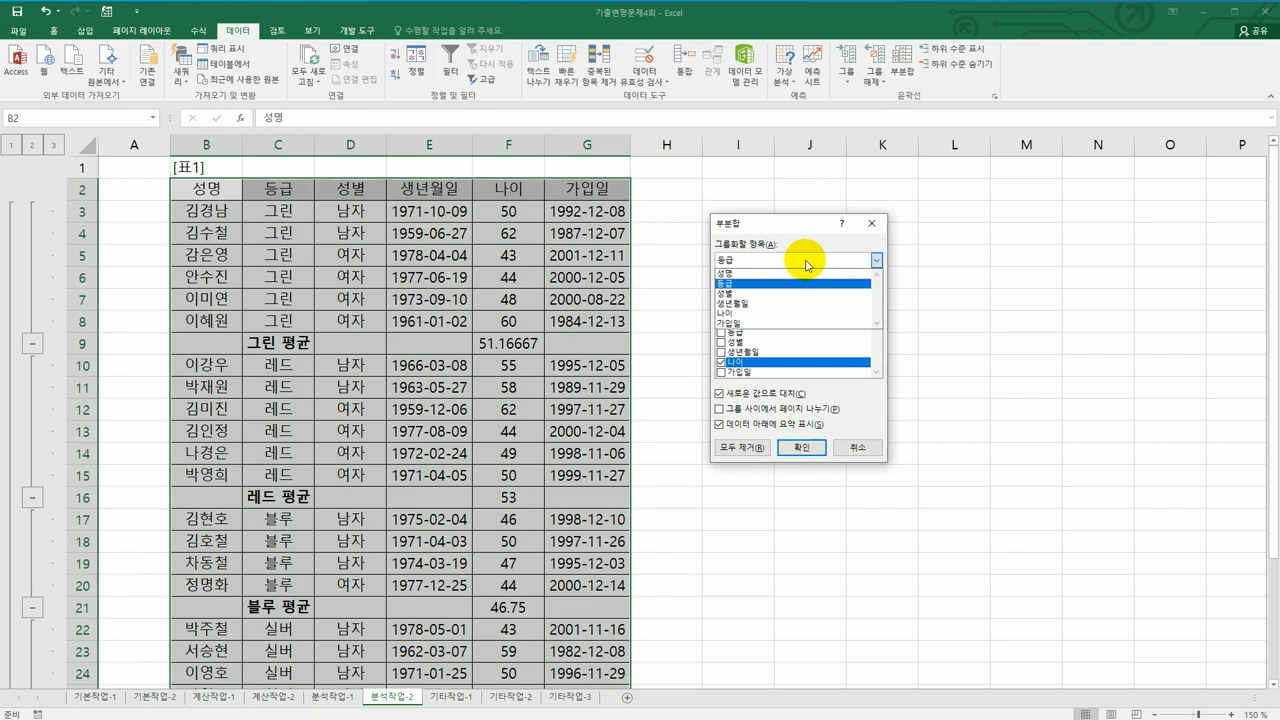 기출변형문제4회 - Excel
파일 홈 삽입 페이지 레이아웃 수식 데이터 검토 보기 개발 도구 수행할 작업을 알려 주세요. 공유
Access 웹 텍스트 기타 원본에서 기존 연결 새쿼리 쿼리 표시 테이블에서 최근에 사용한 원본 모두 새로 고침 연결 속성 연결 편집 정렬 필터 지우기 다시 적용 고급 텍스트 나누기 빠른 채우기 중복된 항목 제거 데이터 유효성 검사 통합 관계 데이터 모델 관리 가상 분석 예측 시트 그룹 그룹 해제 부분합 하위 수준 표시 하위 수준 숨기기
외부 데이터 가져오기 가져오기 및 변환 연결 정렬 및 필터 데이터 도구 예측 윤곽선
B2 fx 성명
1 2 3 A B C D E F G H I J K L M N O P
1 [표1]
2 성명 등급 성별 생년월일 나이 가입일
3 김경남 그린 남자 1971-10-09 50 1992-12-08
4 김수철 그린 남자 1959-06-27 62 1987-12-07
5 감은영 그린 여자 1978-04-04 43 2001-12-11
6 안수진 그린 여자 1977-06-19 44 2000-12-05
7 이미연 그린 여자 1973-09-10 48 2000-08-22
8 이혜원 그린 여자 1961-01-02 60 1984-12-13
9 그린 평균 51.16667
10 이강우 레드 남자 1966-03-08 55 1995-12-05
11 박재원 레드 남자 1963-05-27 58 1989-11-29
12 김미진 레드 여자 1959-12-06 62 1997-11-27
13 김인정 레드 여자 1977-08-09 44 2000-12-04
14 나경은 레드 여자 1972-02-24 49 1998-11-06
15 박영희 레드 여자 1971-04-05 50 1999-11-27
16 레드 평균 53
17 김현호 블루 남자 1975-02-04 46 1998-12-10
18 김호철 블루 남자 1971-04-03 50 1997-11-26
19 차동철 블루 남자 1974-03-19 47 1995-12-03
20 정명화 블루 여자 1977-12-25 44 2000-12-14
21 블루 평균 46.75
22 박주철 실버 남자 1978-05-01 43 2001-11-16
23 서승현 실버 남자 1962-03-07 59 1982-12-08
24 이영호 실버 남자 1971-01-25 50 1996-11-29
부분합 ?
그룹화할 항목(A):
등급
성명
등급
성별
생년월일
나이
가입일
등급
성별
생년월일
나이
가입일
새로운 값으로 대치(C)
그룹 사이에서 페이지 나누기(P)
데이터 아래에 요약 표시(S)
모두 제거(R) 확인 취소
기본작업-1 기본작업-2 계산작업-1 계산작업-2 분석작업-1 분석작업-2 기타작업-1 기타작업-2 기타작업-3
준비 150 %